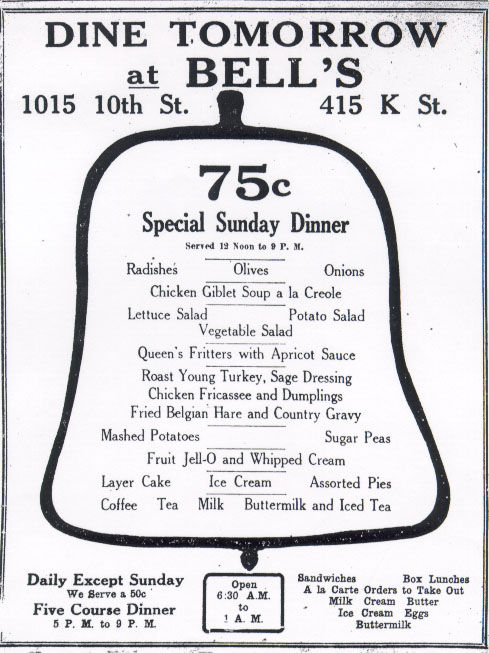 DINE TOMORROW
at BELL'S
1015 10th St. 415 K St.
75c
Special Sunday Dinner
Served 12 Noon to 9 P. M.
Radishes Olives Onions
Chicken Giblet Soup a la Creole
Lettuce Salad Potato Salad
Vegetable Salad
Queen's Fritters with Apricot Sauce
Roast Young Turkey, Sage Dressing
Chicken Fricassee and Dumplings
Fried Belgian Hare and Country Gravy
Mashed Potatoes Sugar Peas
Fruit Jell-O and Whipped Cream
Layer Cake Ice Cream Assorted Pies
Coffee Tea Milk Buttermilk and Iced Tea
Daily Except Sunday
We Serve a 50c
Five Course Dinner
5 P. M. to 9 P. M.
Open
6:30 A.M.
to
1 A. M.
Sandwiches Box Lunches
A la Carte Orders to Take Out
Milk Cream Butter
Ice Cream Eggs
Buttermilk